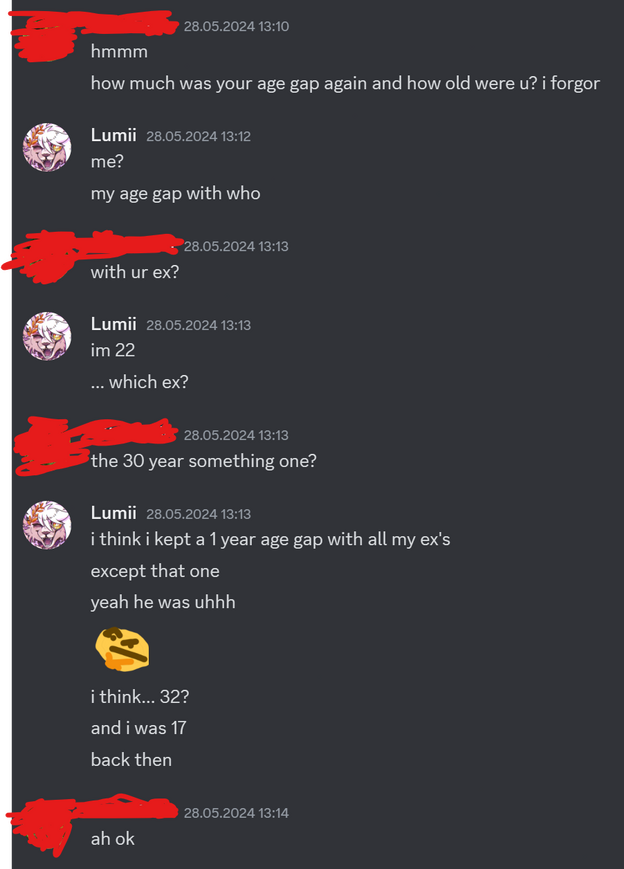 28.05.2024 13:10
hmmm
how much was your age gap again and how old were u? i forgor
Lumii 28.05.2024 13:12
me?
my age gap with who
28.05.2024 13:13
with ur ex?
Lumii 28.05.2024 13:13
im 22
... which ex?
28.05.2024 13:13
the 30 year something one?
Lumii 28.05.2024 13:13
i think i kept a 1 year age gap with all my ex's
except that one
yeah he was uhhh
i think... 32?
and i was 17
back then
28.05.2024 13:14
ah ok